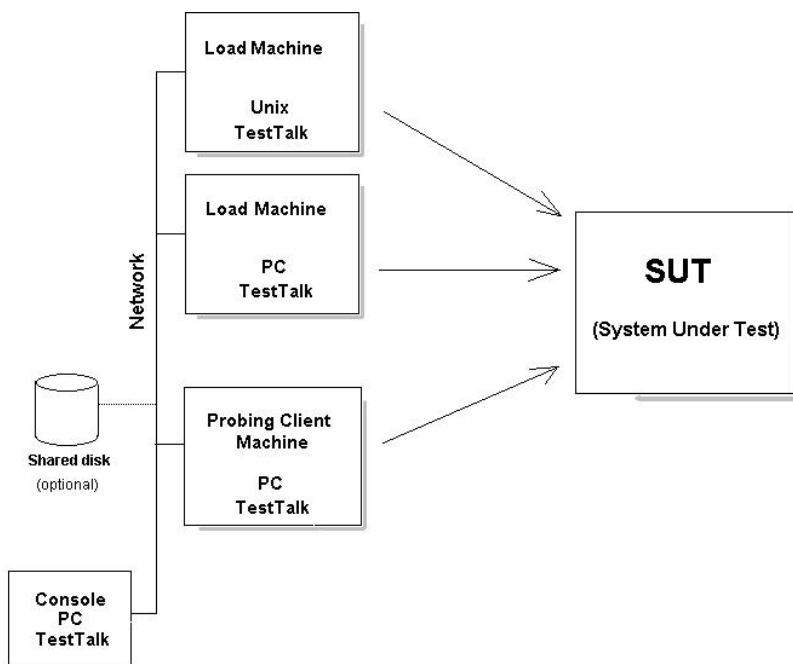 Load Machine
Unix
TestTalk
Load Machine
PC
TestTalk
Network
SUT
(System Under Test)
Shared disk
(optional)
Probing Client
Machine
PC
TestTalk
Console
PC
TestTalk